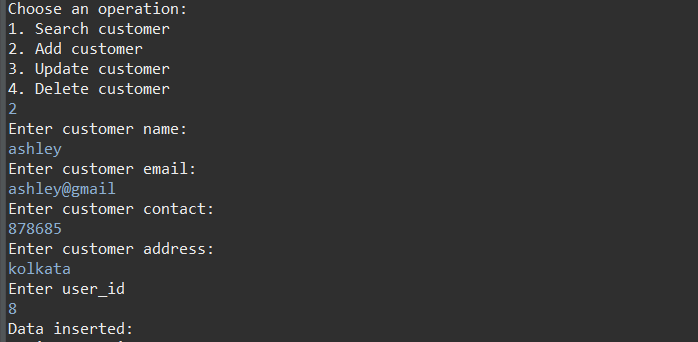 Choose an operation:
1. Search customer
2. Add customer
3. Update customer
4. Delete customer
2
Enter customer name:
ashley
Enter customer email:
ashley@gmail
Enter customer contact:
878685
Enter customer address:
kolkata
Enter user_id
8
Data inserted: